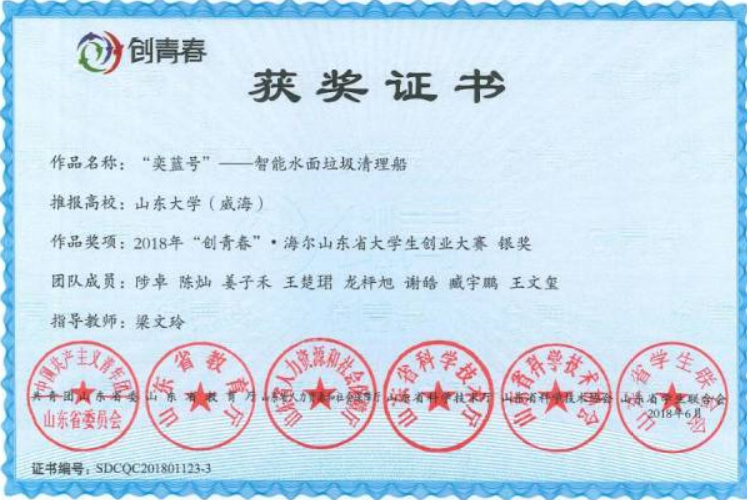 创青春
获奖证书
作品名称：“奕蓝号”——智能水面垃圾清理船
推报高校：山东大学（威海）
作品奖项：2018年“创青春”·海尔山东省大学生创业大赛 银奖
团队成员：陟卓 陈灿 姜子禾 王楚珺 龙秤旭 谢皓 臧宇鹏 王文玺
指导教师：梁文玲
中国共产主义青年团 山东省教育厅 山东省人力资源和社会保障厅 山东省科学技术厅 山东省科学技术协会 山东省学生联合会
共青团山东省委 山东省教育厅 山东省人力资源和社会保障厅 山东省科学技术厅 山东省科学技术协会 山东省学生联合会
山东省委员会
2018年6月
证书编号：SDCQC201801123-3